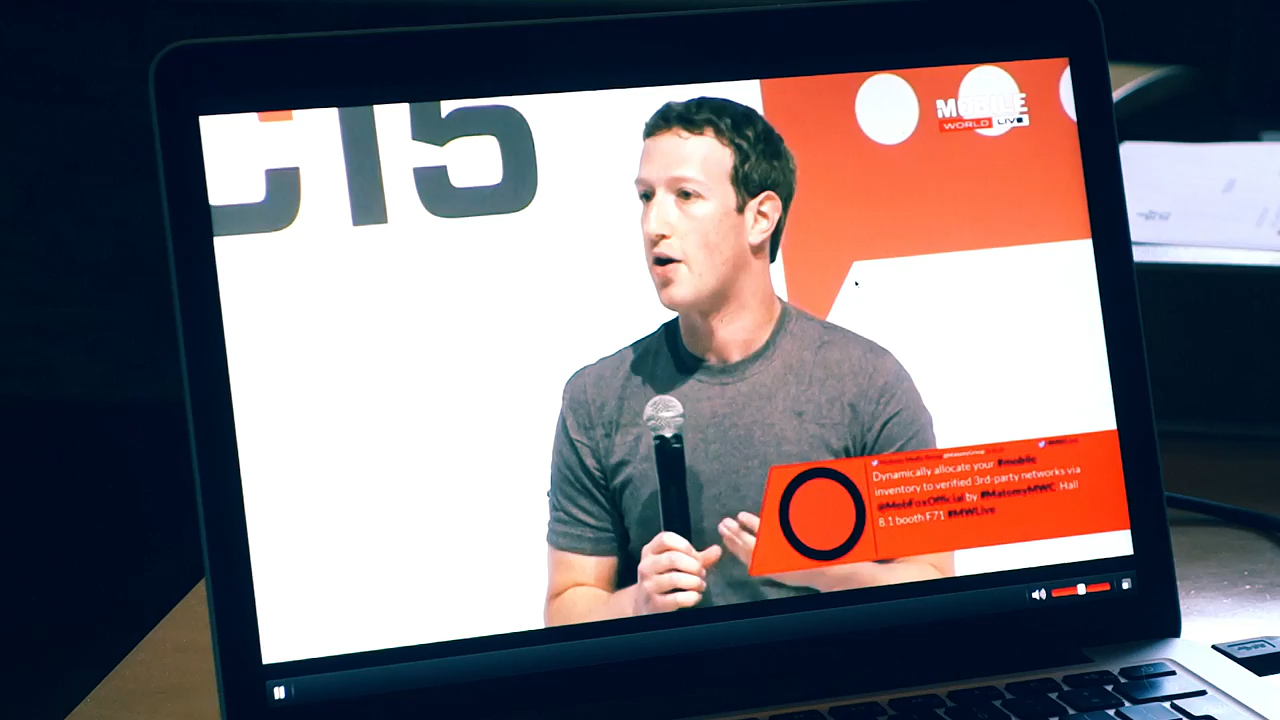 C15
MOBILE
WORLD LIVE
Dynamically allocate your #mobile
inventory to verified 3rd-party networks via
@MobFoxOfficial by #MatomyMWC. Hall
8.1 booth F71 #MWLive